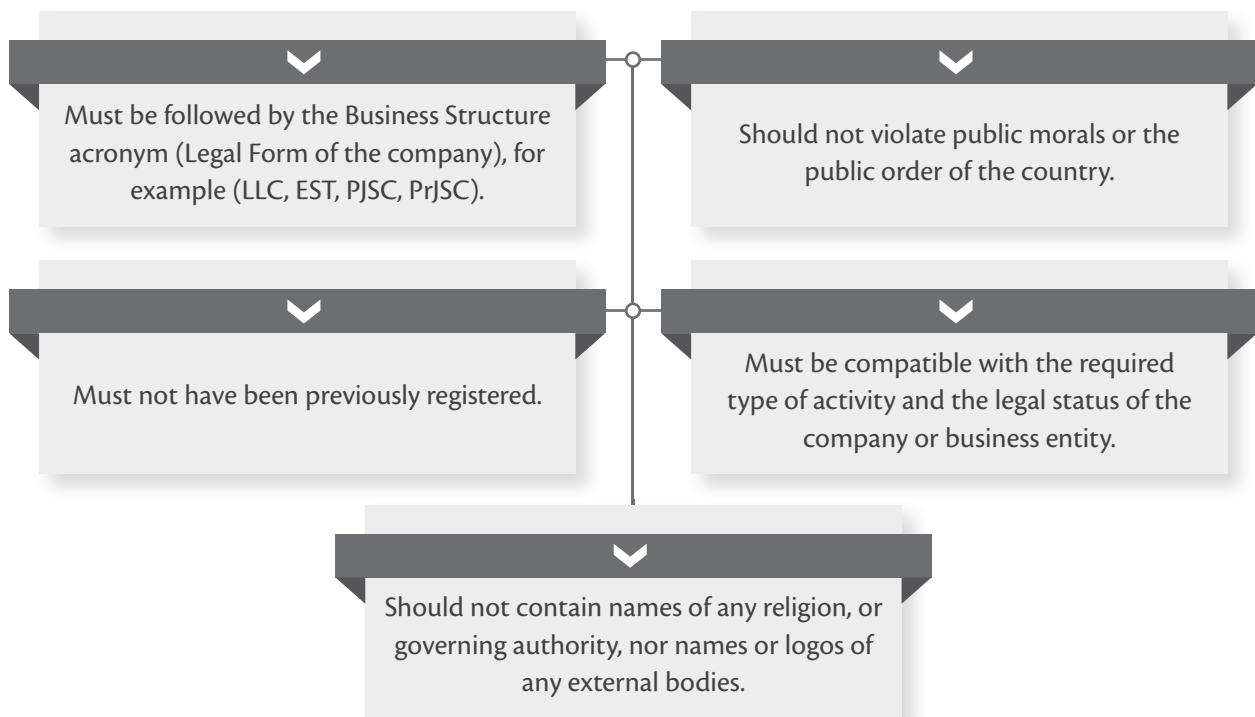 Must be followed by the Business Structure
acronym (Legal Form of the company), for
example (LLC, EST, PJSC, PrJSC).
Should not violate public morals or the
public order of the country.
Must not have been previously registered.
Must be compatible with the required
type of activity and the legal status of the
company or business entity.
Should not contain names of any religion, or
governing authority, nor names or logos of
any external bodies.